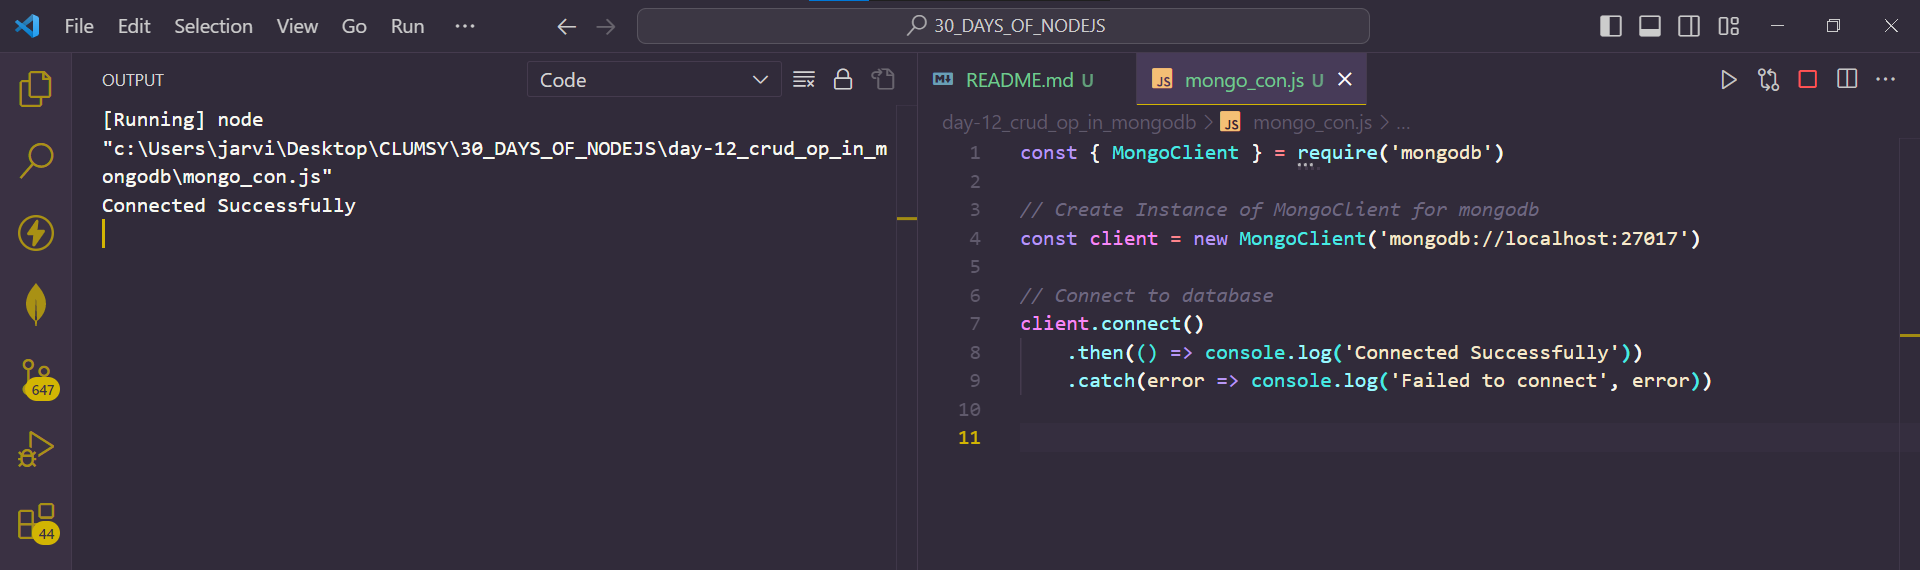 File Edit Selection View Go Run ...
30_DAYS_OF_NODEJS
OUTPUT
Code
[Running] node
"c:\Users\jarvi\Desktop\CLUMSY\30_DAYS_OF_NODEJS\day-12_crud_op_in_m
ongodb\mongo_con.js"
Connected Successfully
647
44
README.md U
JS mongo_con.js U
day-12_crud_op_in_mongodb > JS mongo_con.js > ...
1 const { MongoClient } = require('mongodb')
2
3 // Create Instance of MongoClient for mongodb
4 const client = new MongoClient('mongodb://localhost:27017')
5
6 // Connect to database
7 client.connect()
8 .then(() => console.log('Connected Successfully'))
9 .catch(error => console.log('Failed to connect', error))
10
11